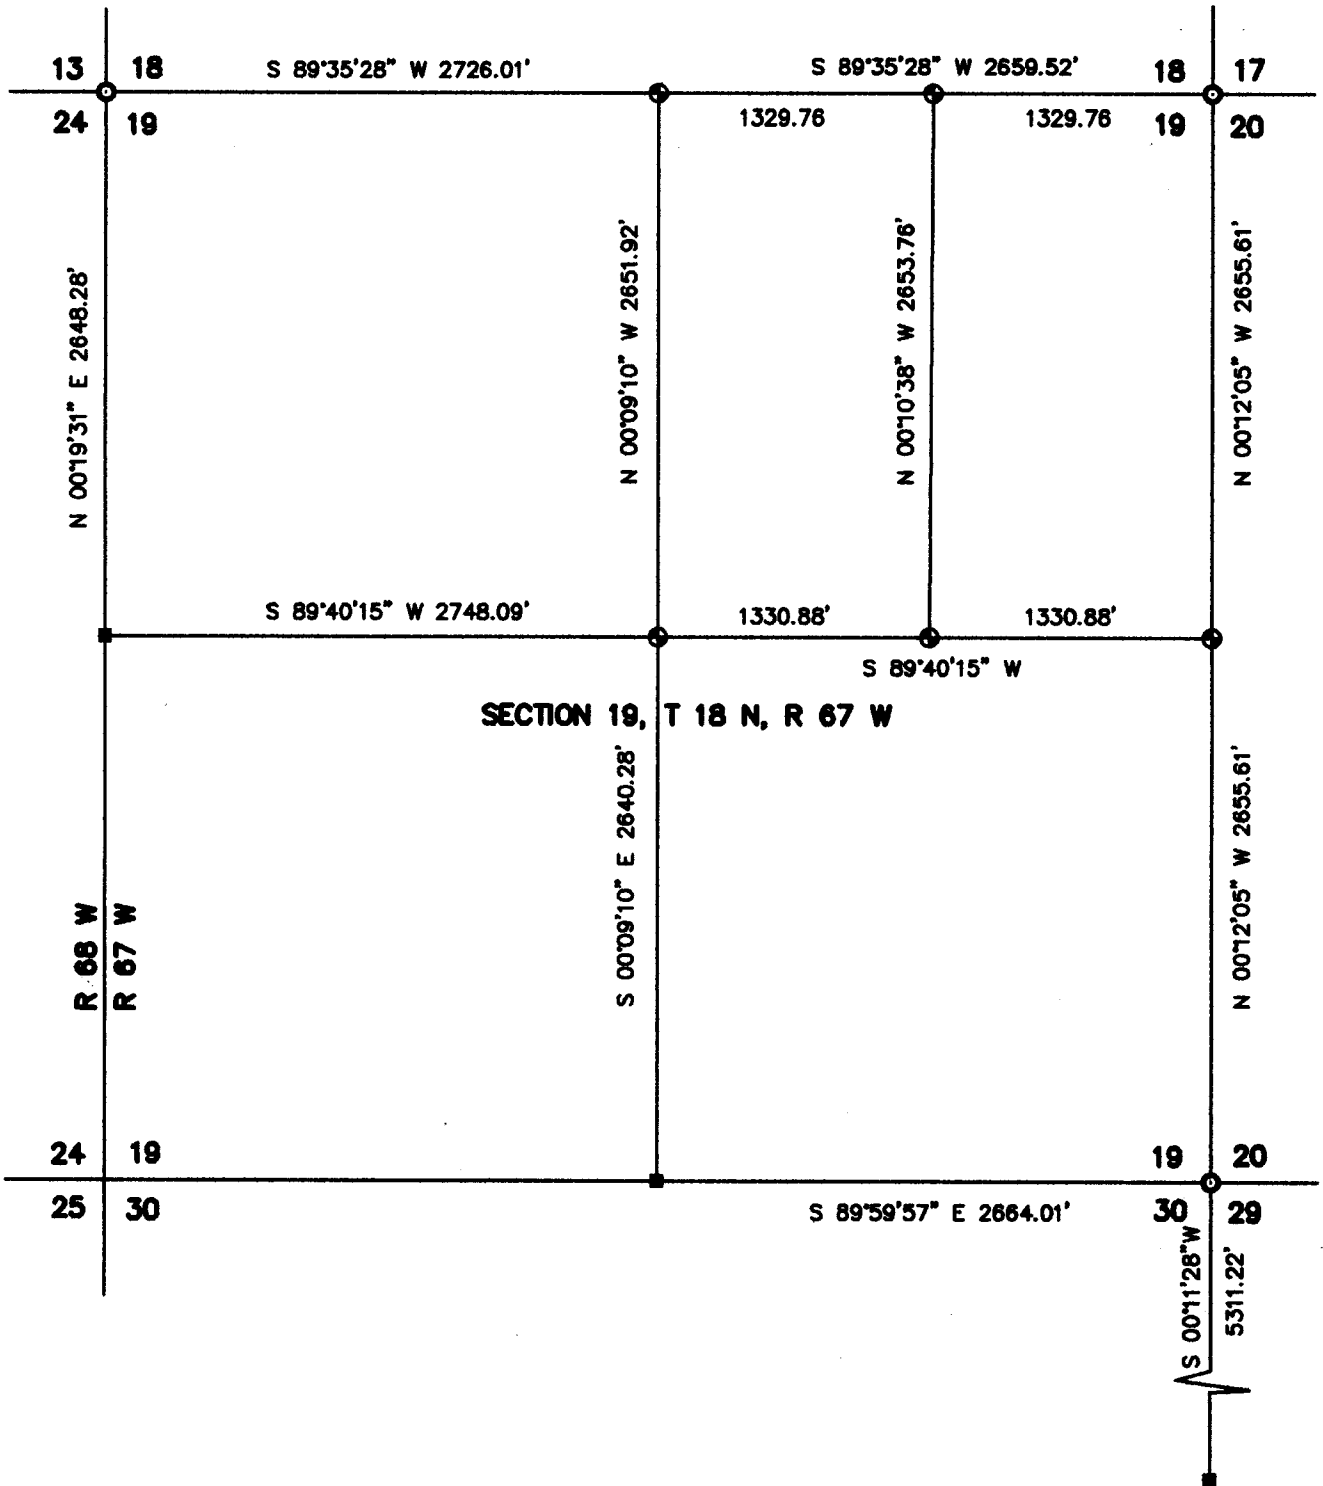 13 18
S 89°35'28" W 2726.01'
S 89°35'28" W 2659.52'
18 17
24 19
1329.76
1329.76
19 20
N 00°19'31" E 2648.28'
N 00°09'10" W 2651.92'
N 00°10'38" W 2653.76'
N 00°12'05" W 2655.61'
S 89°40'15" W 2748.09'
1330.88'
1330.88'
S 89°40'15" W
SECTION 19, T 18 N, R 67 W
S 00°09'10" E 2640.28'
N 00°12'05" W 2655.61'
R 68 W
R 67 W
24 19
19 20
25 30
S 89°59'57" E 2664.01'
30 29
S 00°11'28"W
5311.22'